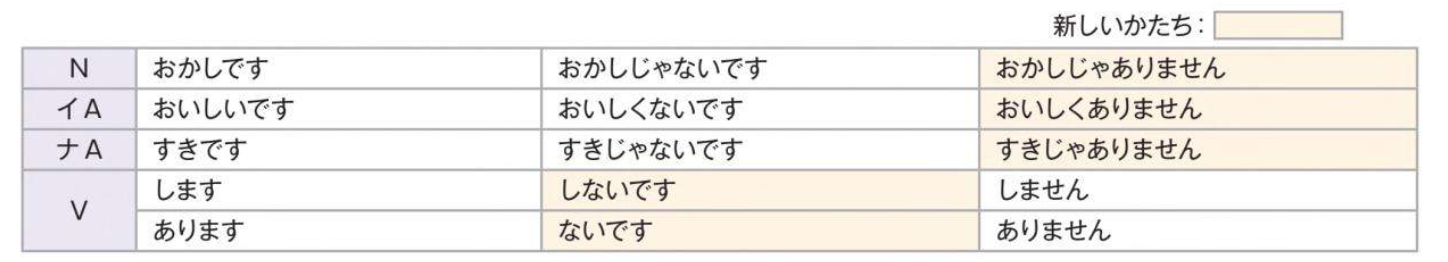 新しいかたち：
N おかしです おかしじゃないです おかしじゃありません
イA おいしいです おいしくないです おいしくありません
ナA すきです すきじゃないです すきじゃありません
V します しないです しません
あります ないです ありません